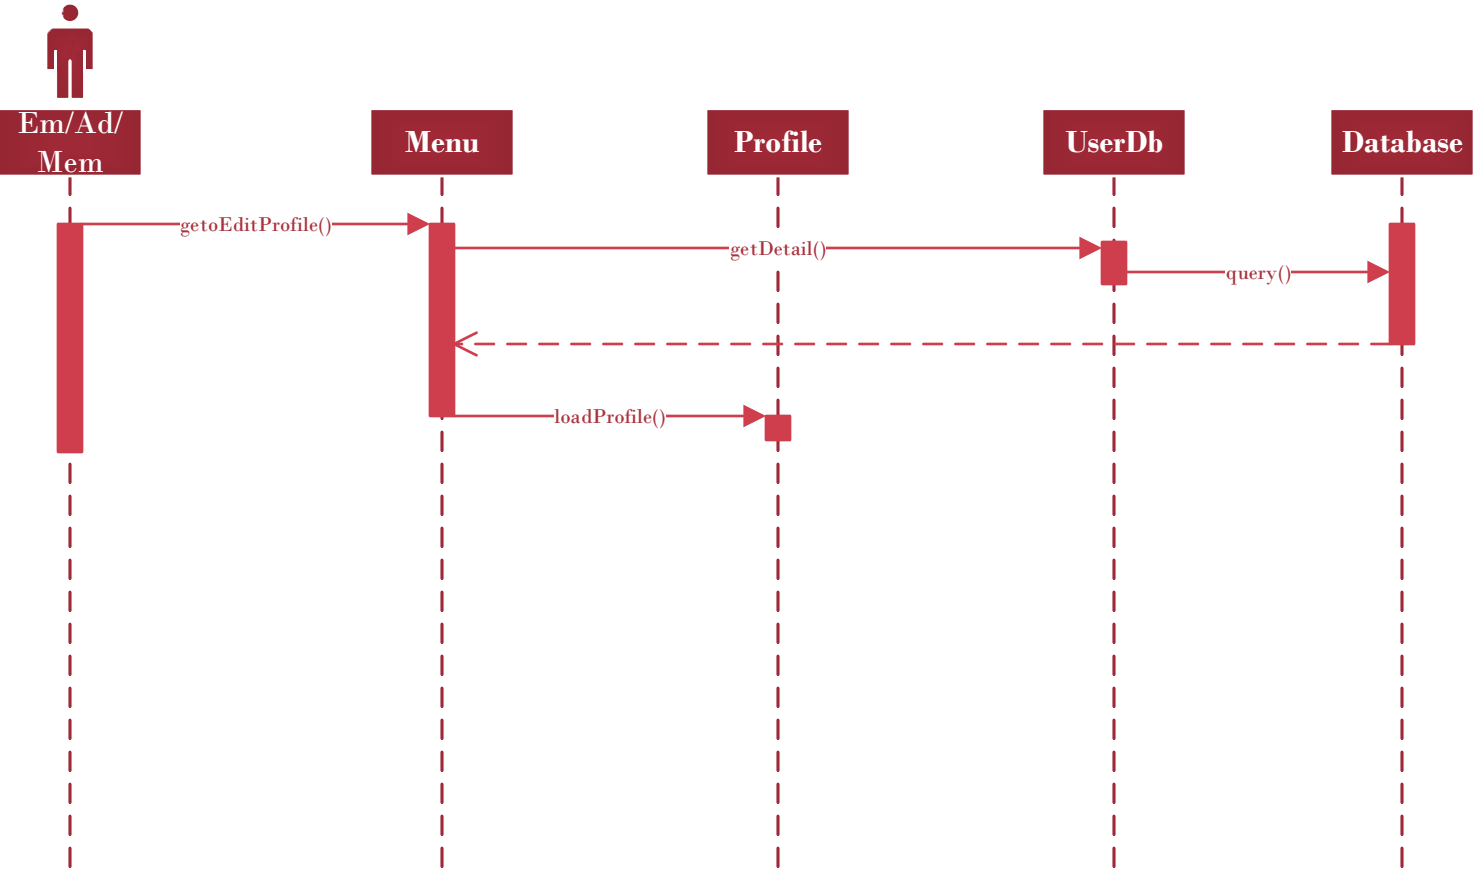 Em/Ad/
Mem
Menu
Profile
UserDb
Database
getoEditProfile()
getDetail()
query()
loadProfile()